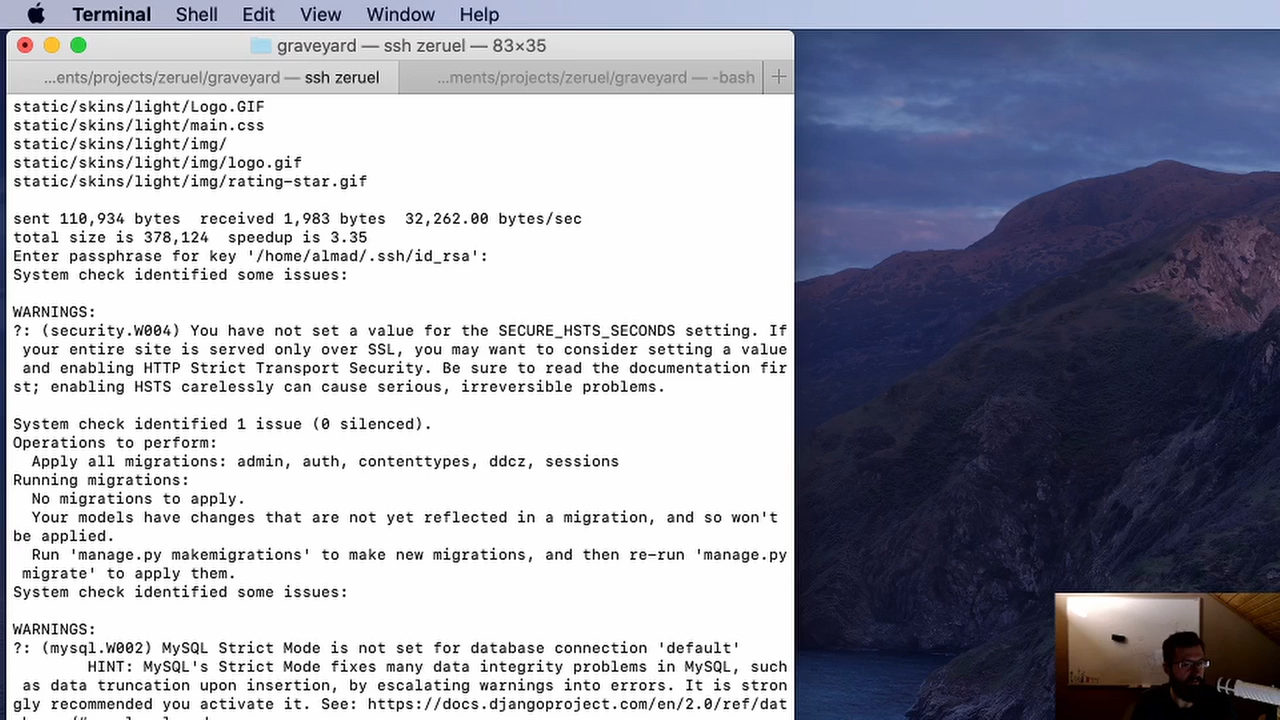 Terminal Shell Edit View Window Help
graveyard — ssh zeruel — 83×35
...ents/projects/zeruel/graveyard — ssh zeruel ...ments/projects/zeruel/graveyard — -bash +
static/skins/light/Logo.GIF
static/skins/light/main.css
static/skins/light/img/
static/skins/light/img/logo.gif
static/skins/light/img/rating-star.gif
sent 110,934 bytes  received 1,983 bytes  32,262.00 bytes/sec
total size is 378,124  speedup is 3.35
Enter passphrase for key '/home/almad/.ssh/id_rsa':
System check identified some issues:
WARNINGS:
?: (security.W004) You have not set a value for the SECURE_HSTS_SECONDS setting. If
your entire site is served only over SSL, you may want to consider setting a value
and enabling HTTP Strict Transport Security. Be sure to read the documentation fir
st; enabling HSTS carelessly can cause serious, irreversible problems.
System check identified 1 issue (0 silenced).
Operations to perform:
Apply all migrations: admin, auth, contenttypes, ddcz, sessions
Running migrations:
No migrations to apply.
Your models have changes that are not yet reflected in a migration, and so won't
be applied.
Run 'manage.py makemigrations' to make new migrations, and then re-run 'manage.py
migrate' to apply them.
System check identified some issues:
WARNINGS:
?: (mysql.W002) MySQL Strict Mode is not set for database connection 'default'
HINT: MySQL's Strict Mode fixes many data integrity problems in MySQL, such
as data truncation upon insertion, by escalating warnings into errors. It is stron
gly recommended you activate it. See: https://docs.djangoproject.com/en/2.0/ref/dat